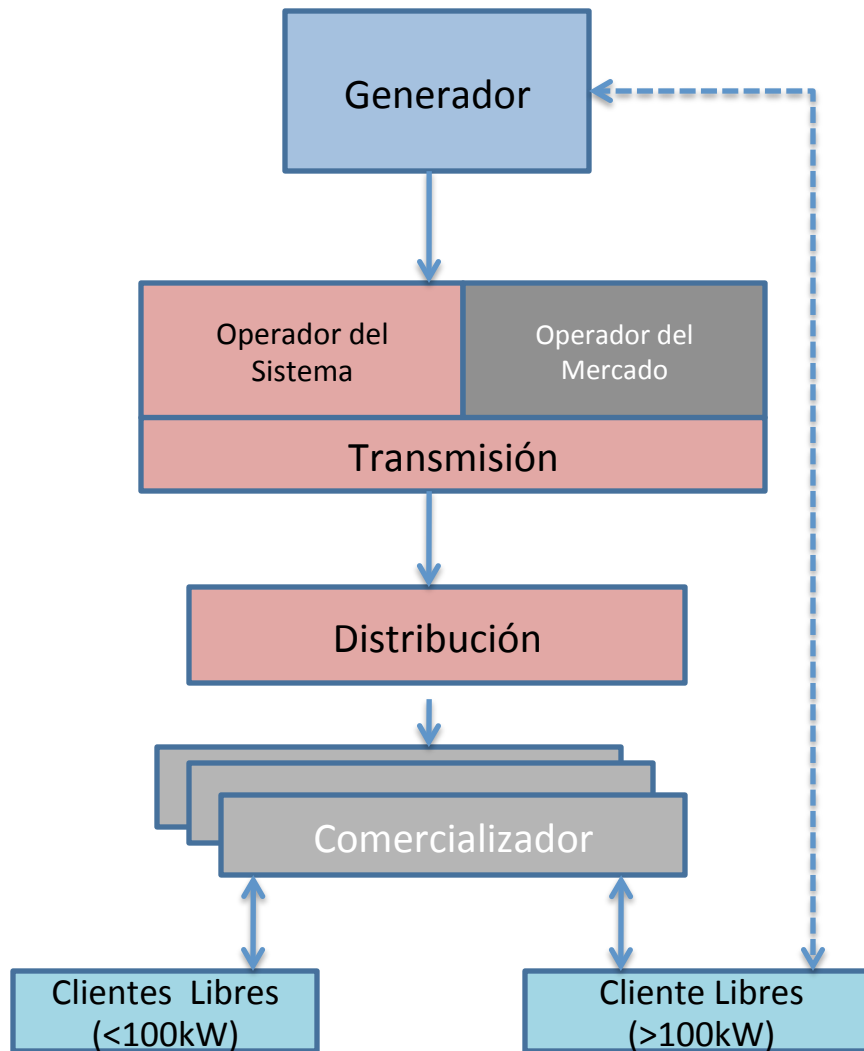 Generador
Operador del
Sistema
Operador del
Mercado
Transmisión
Distribución
Comercializador
Clientes  Libres
(<100kW)
Cliente Libres
(>100kW)